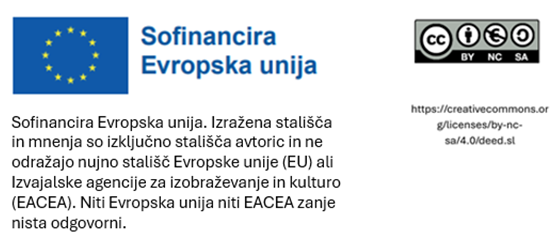 Sofinancira
Evropska unija
Sofinancira Evropska unija. Izražena stališča
in mnenja so izključno stališča avtoric in ne
odražajo nujno stališč Evropske unije (EU) ali
Izvajalske agencije za izobraževanje in kulturo
(EACEA). Niti Evropska unija niti EACEA zanje
nista odgovorni.
cc
BY NC SA
https://creativecommons.or
g/licenses/by-nc-
sa/4.0/deed.sl